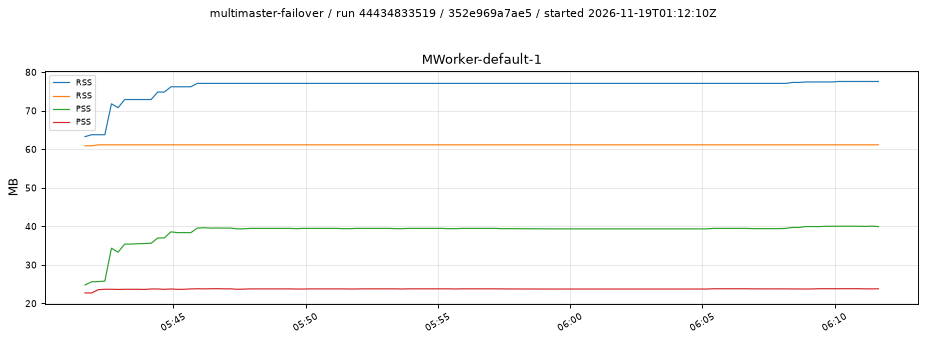 multimaster-failover / run 44434833519 / 352e969a7ae5 / started 2026-11-19T01:12:10Z
MWorker-default-1
80
70
60
50
40
30
20
MB
RSS
RSS
PSS
PSS
05:45
05:50
05:55
06:00
06:05
06:10